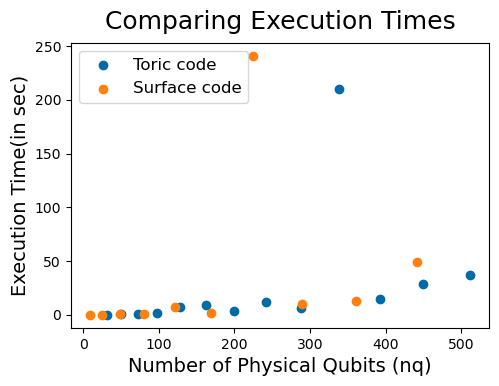 Comparing Execution Times
250
200
150
100
50
0
Execution Time(in sec)
Toric code
Surface code
0 100 200 300 400 500
Number of Physical Qubits (nq)